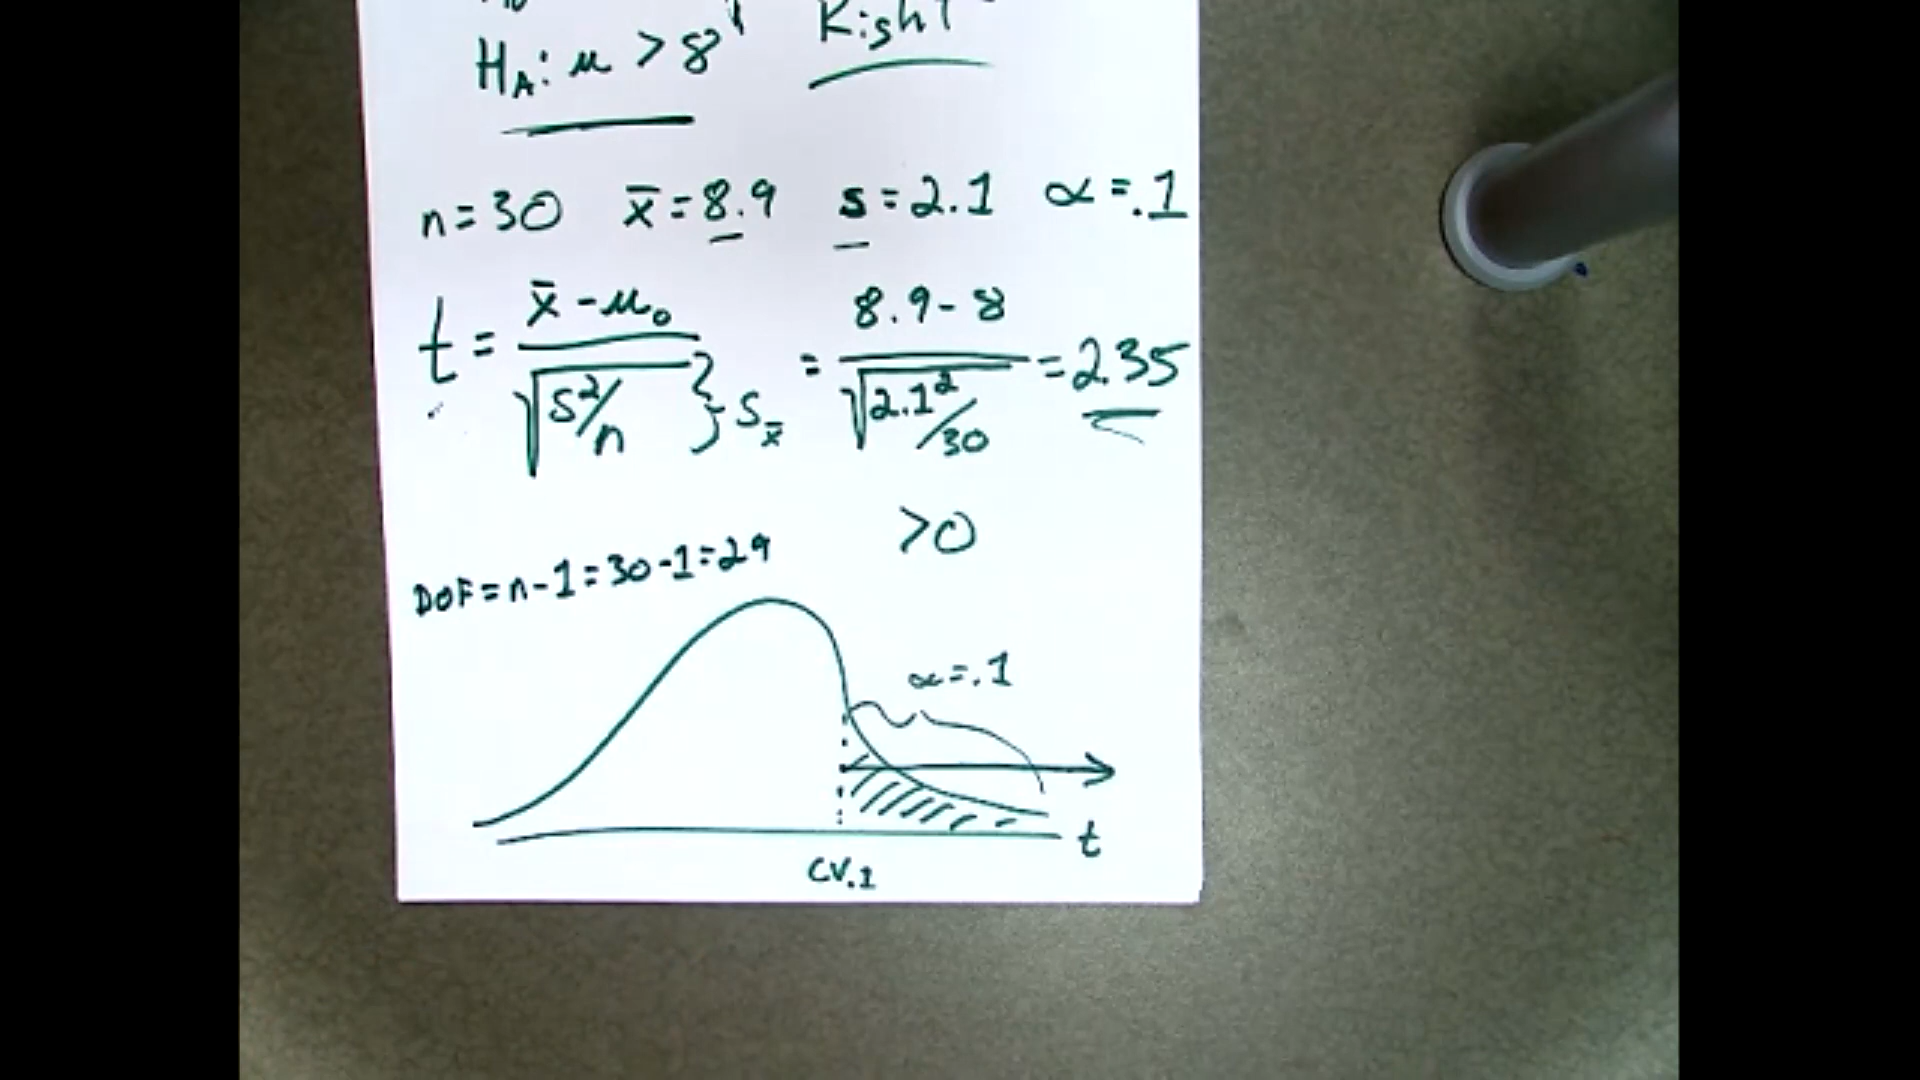 H_A: μ > 8 Right
n = 30 x̄ = 8.9 s = 2.1 α = .1
t = (x̄ - μ₀) / √(s²/n) } S_x̄ = (8.9 - 8) / √(2.1²/30) = 2.35
> 0
DOF = n - 1 = 30 - 1 = 29
α = .1
t
CV.1